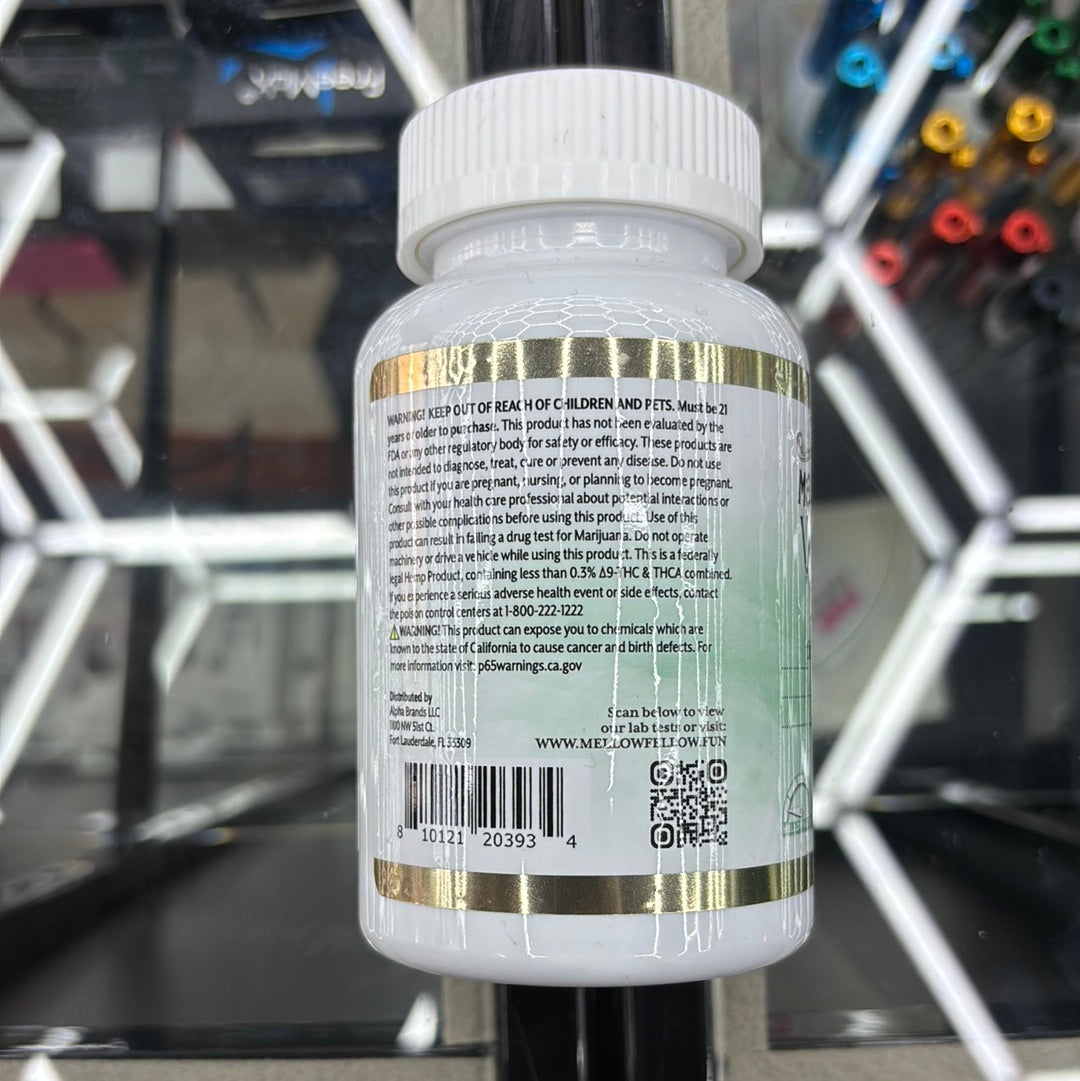 WARNING! KEEP OUT OF REACH OF CHILDREN AND PETS. Must be 21
years or older to purchase. This product has not been evaluated by the
FDA or any other regulatory body for safety or efficacy. These products are
not intended to diagnose, treat, cure or prevent any disease. Do not use
this product if you are pregnant, nursing, or planning to become pregnant.
Consult with your health care professional about potential interactions or
other possible complications before using this product. Use of this
product can result in failing a drug test for Marijuana. Do not operate
machinery or drive a vehicle while using this product. This is a federally
legal Hemp Product, containing less than 0.3% Δ9-THC & THCA combined.
If you experience a serious adverse health event or side effects, contact
the poison control centers at 1-800-222-1222
WARNING! This product can expose you to chemicals which are
known to the state of California to cause cancer and birth defects. For
more information visit: p65warnings.ca.gov
Distributed by
Alpha Brands LLC
1100 NW 51st Ct.
Fort Lauderdale, FL 33309
Scan below to view
our lab tests or visit:
WWW.MELLOWFELLOW.FUN
8 10121 20393 4